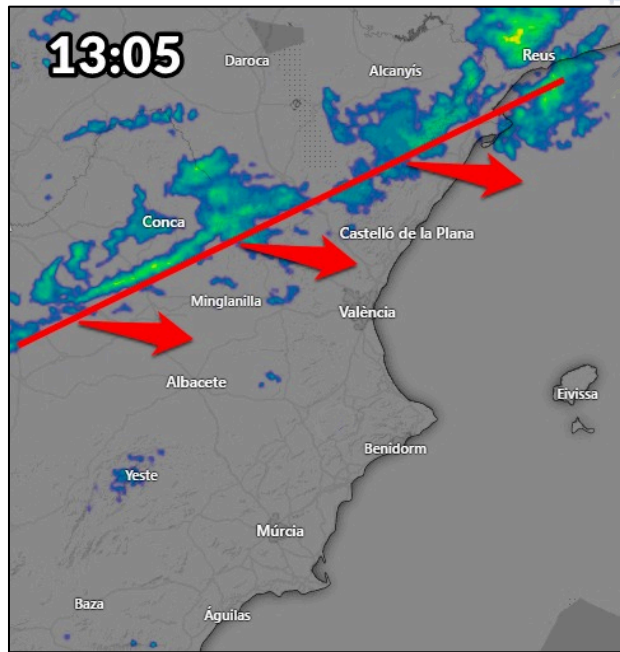 13:05
Daroca
Alcanyís
Reus
Conca
Castelló de la Plana
Minglanilla
València
Albacete
Eivissa
Benidorm
Yeste
Múrcia
Baza
Águilas